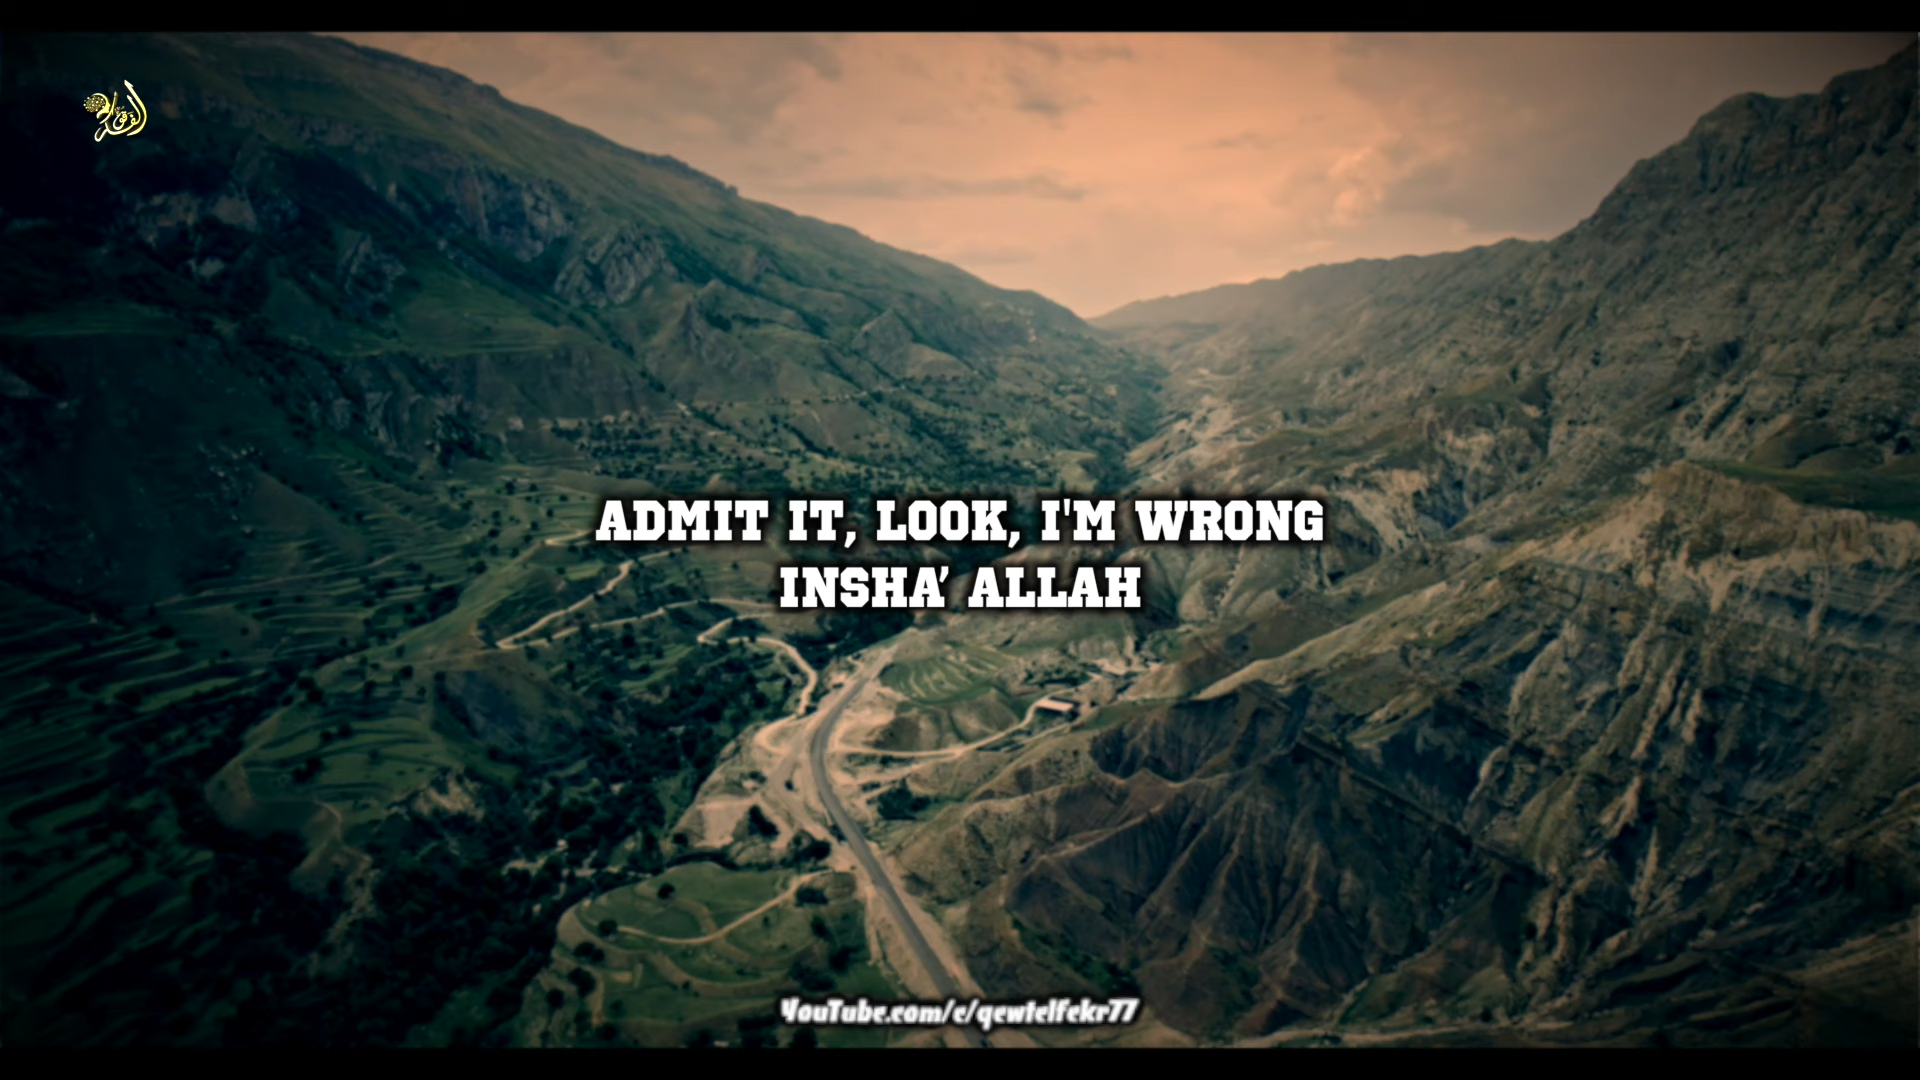 ADMIT IT, LOOK, I'M WRONG
INSHA’ ALLAH
YouTube.com/c/qewtelfekr77